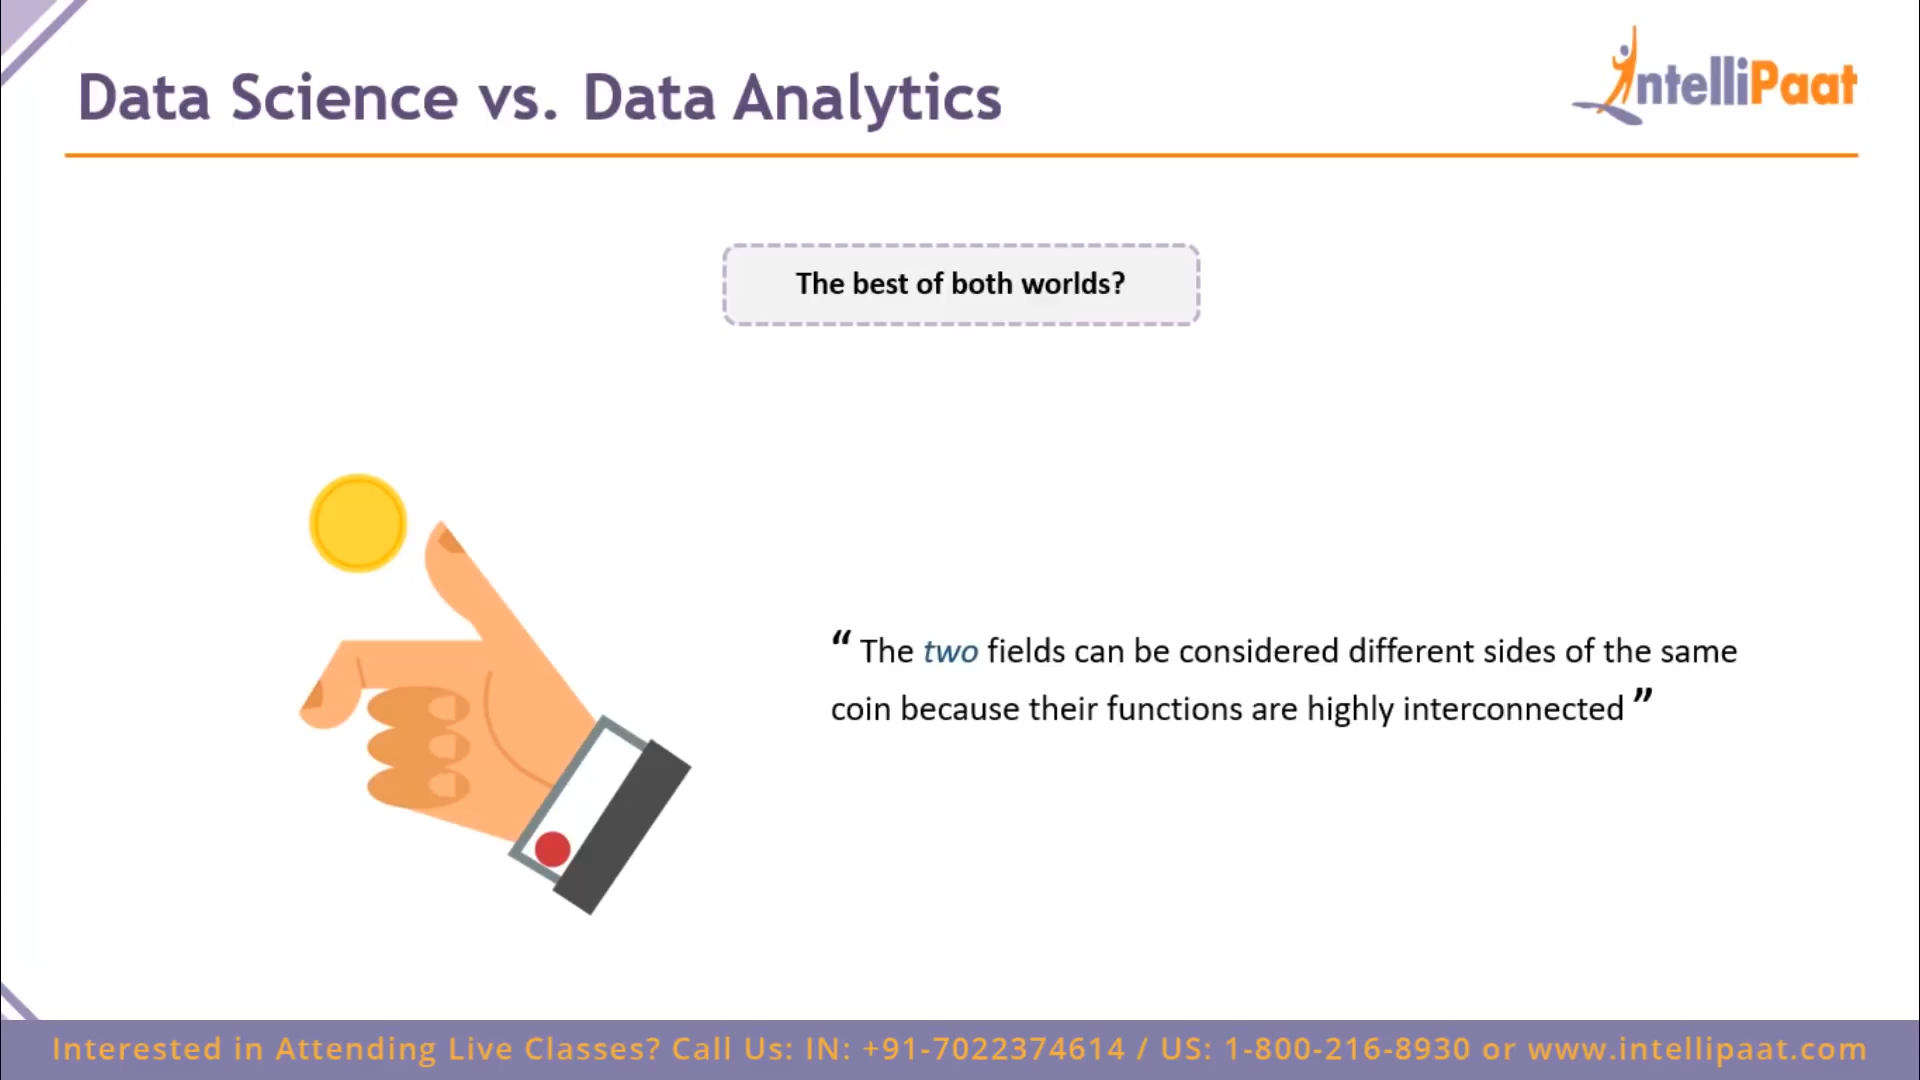 Data Science vs. Data Analytics
IntelliPaat
The best of both worlds?
“ The two fields can be considered different sides of the same
coin because their functions are highly interconnected ”
Interested in Attending Live Classes? Call Us: IN: +91-7022374614 / US: 1-800-216-8930 or www.intellipaat.com